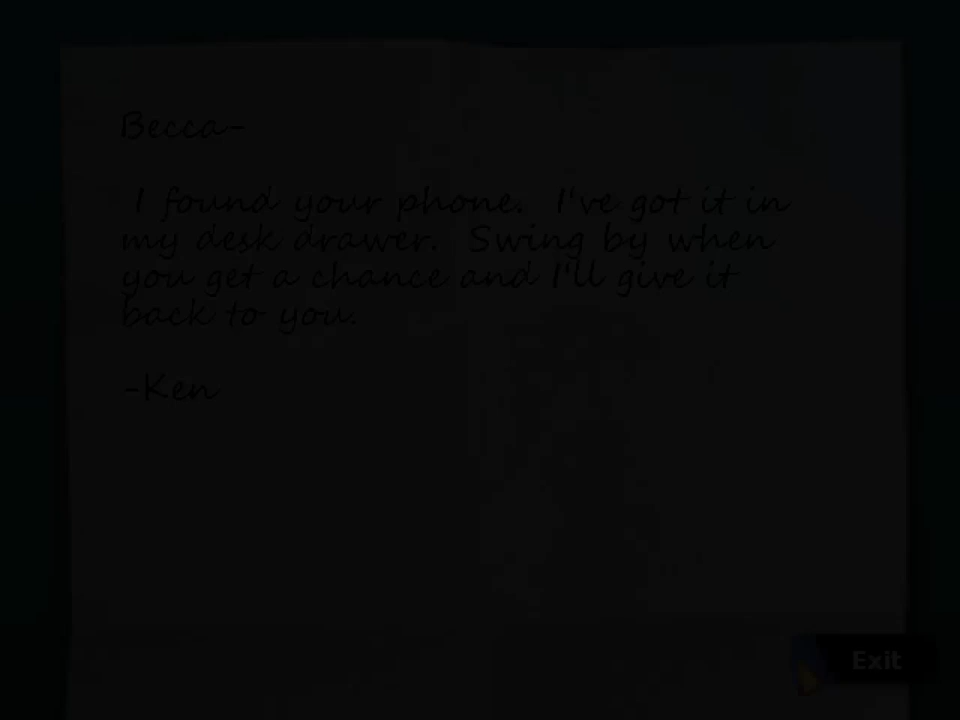 Becca-
I found your phone. I've got it in
my desk drawer. Swing by when
you get a chance and I'll give it
back to you.
-Ken
Exit